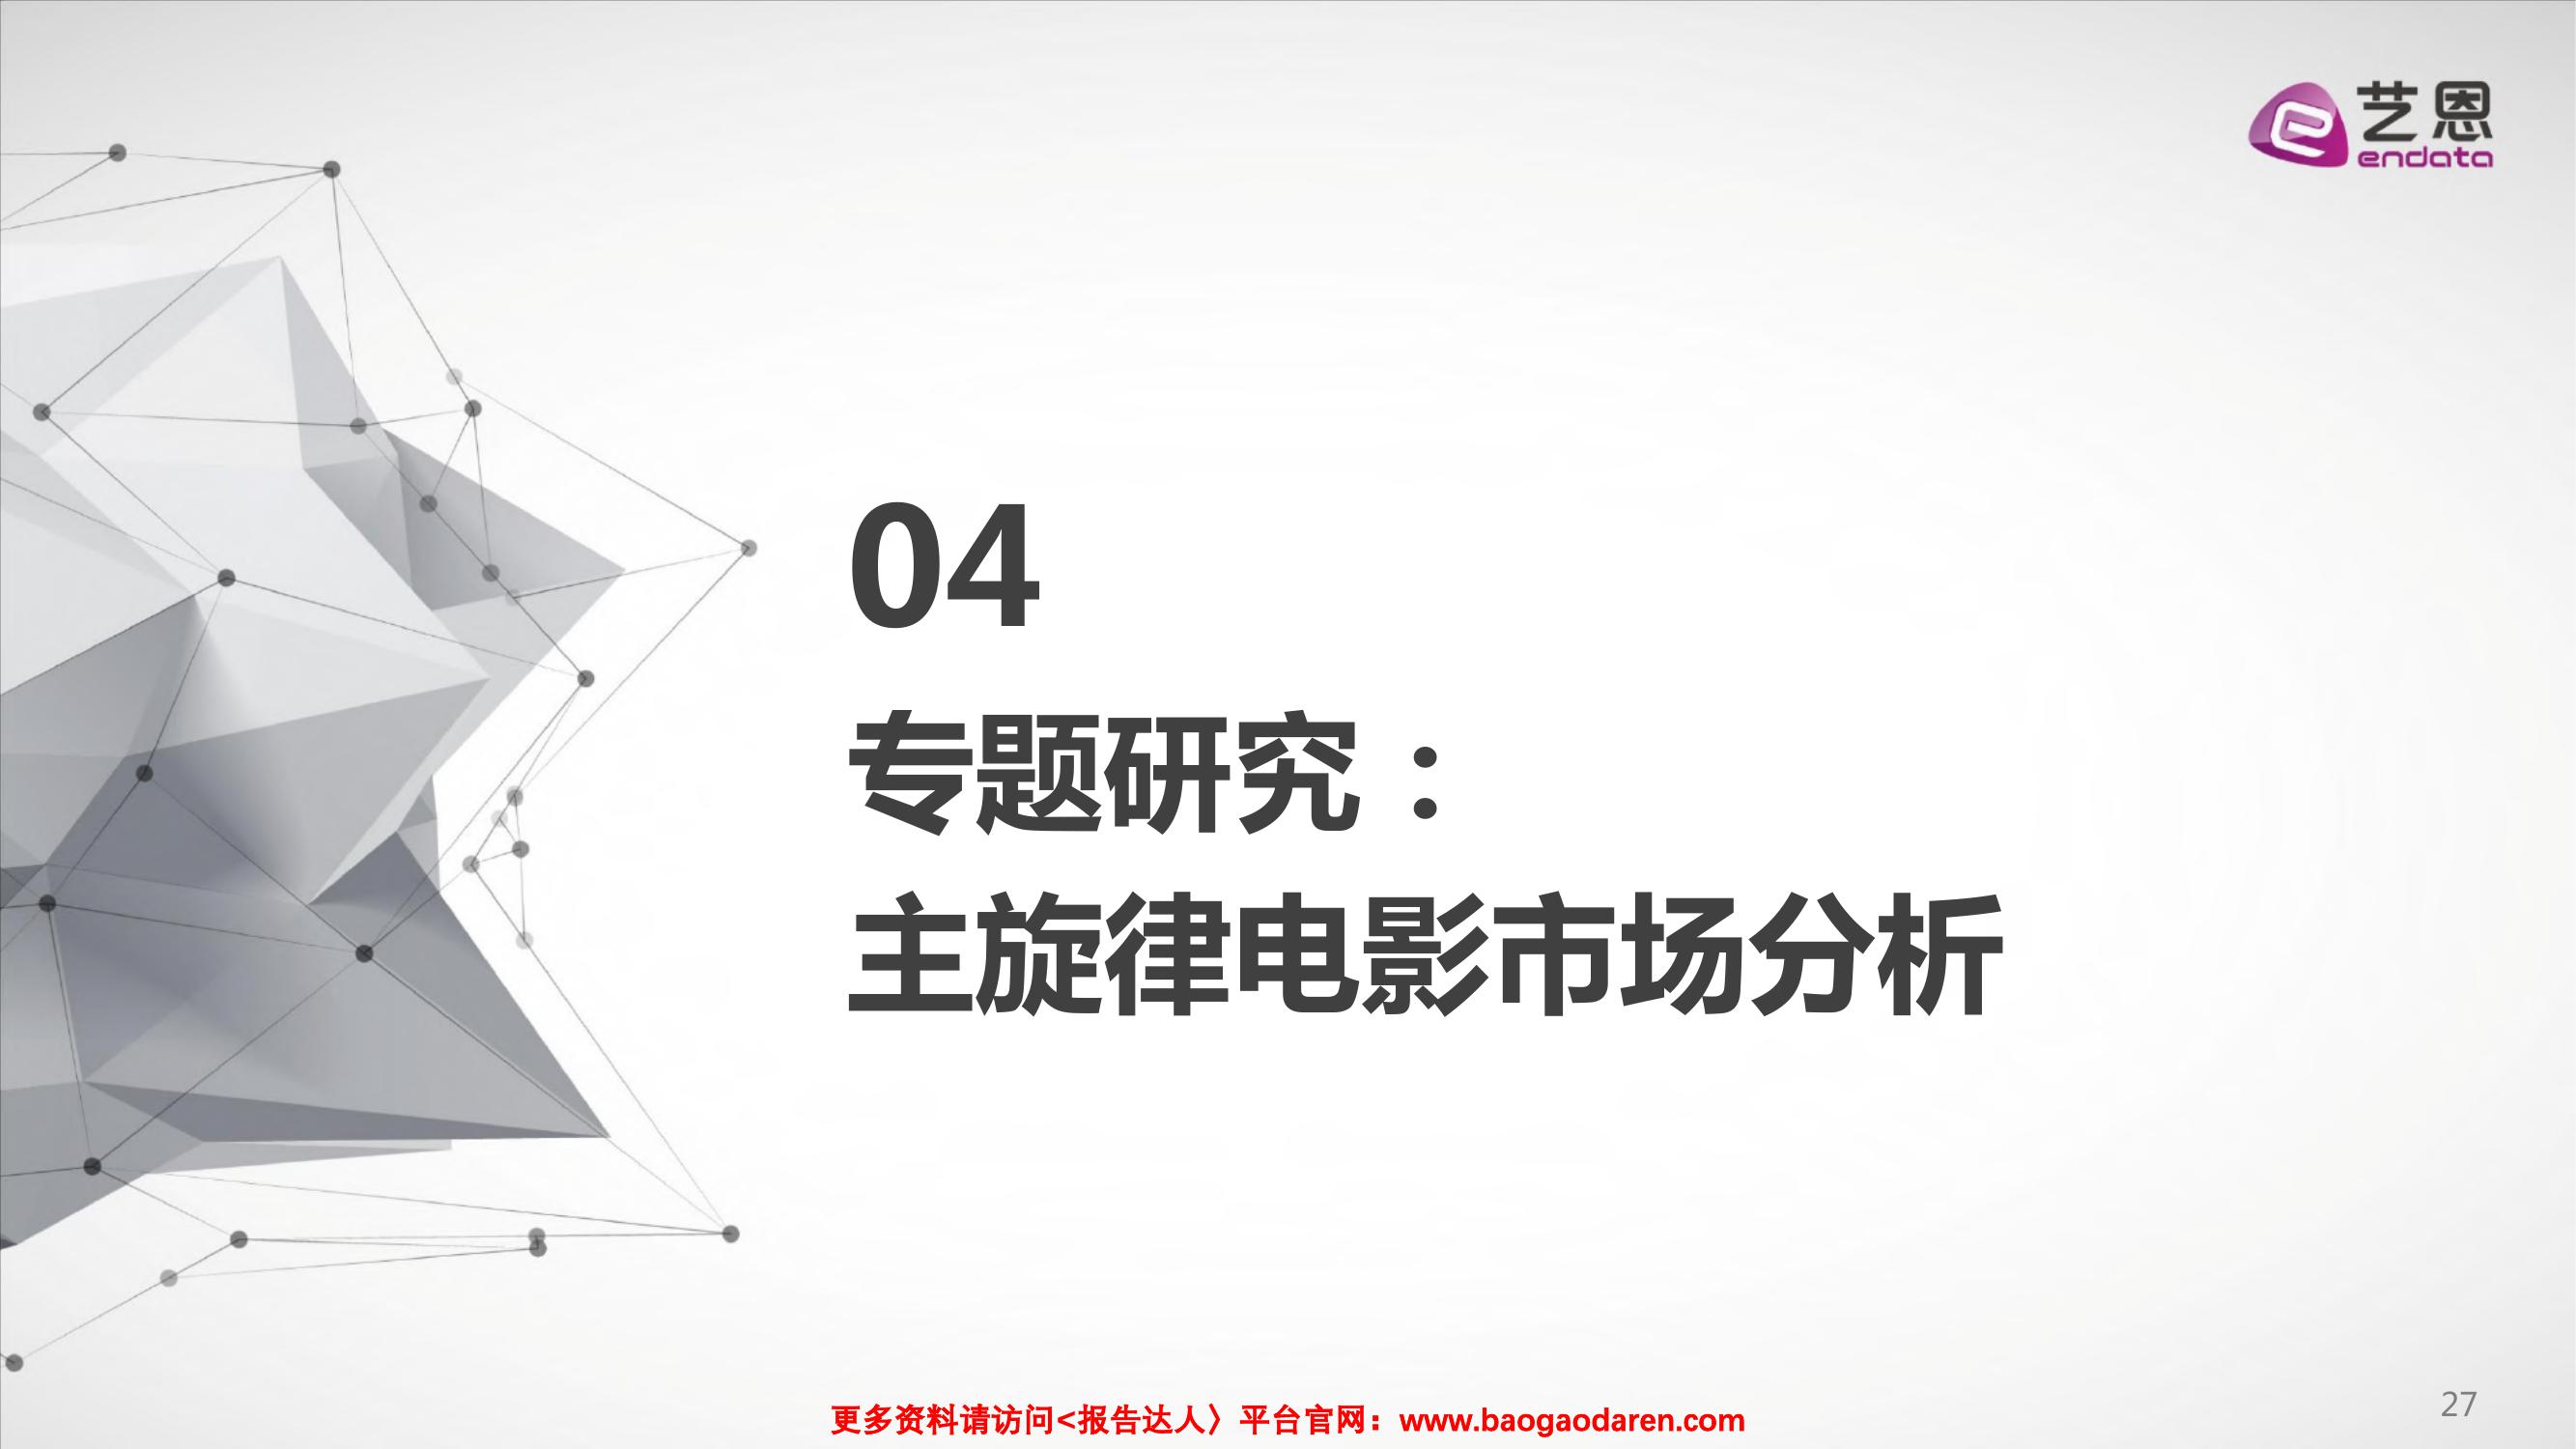 艺恩
endata
04
专题研究：
主旋律电影市场分析
27
更多资料请访问<报告达人〉平台官网：www.baogaodaren.com